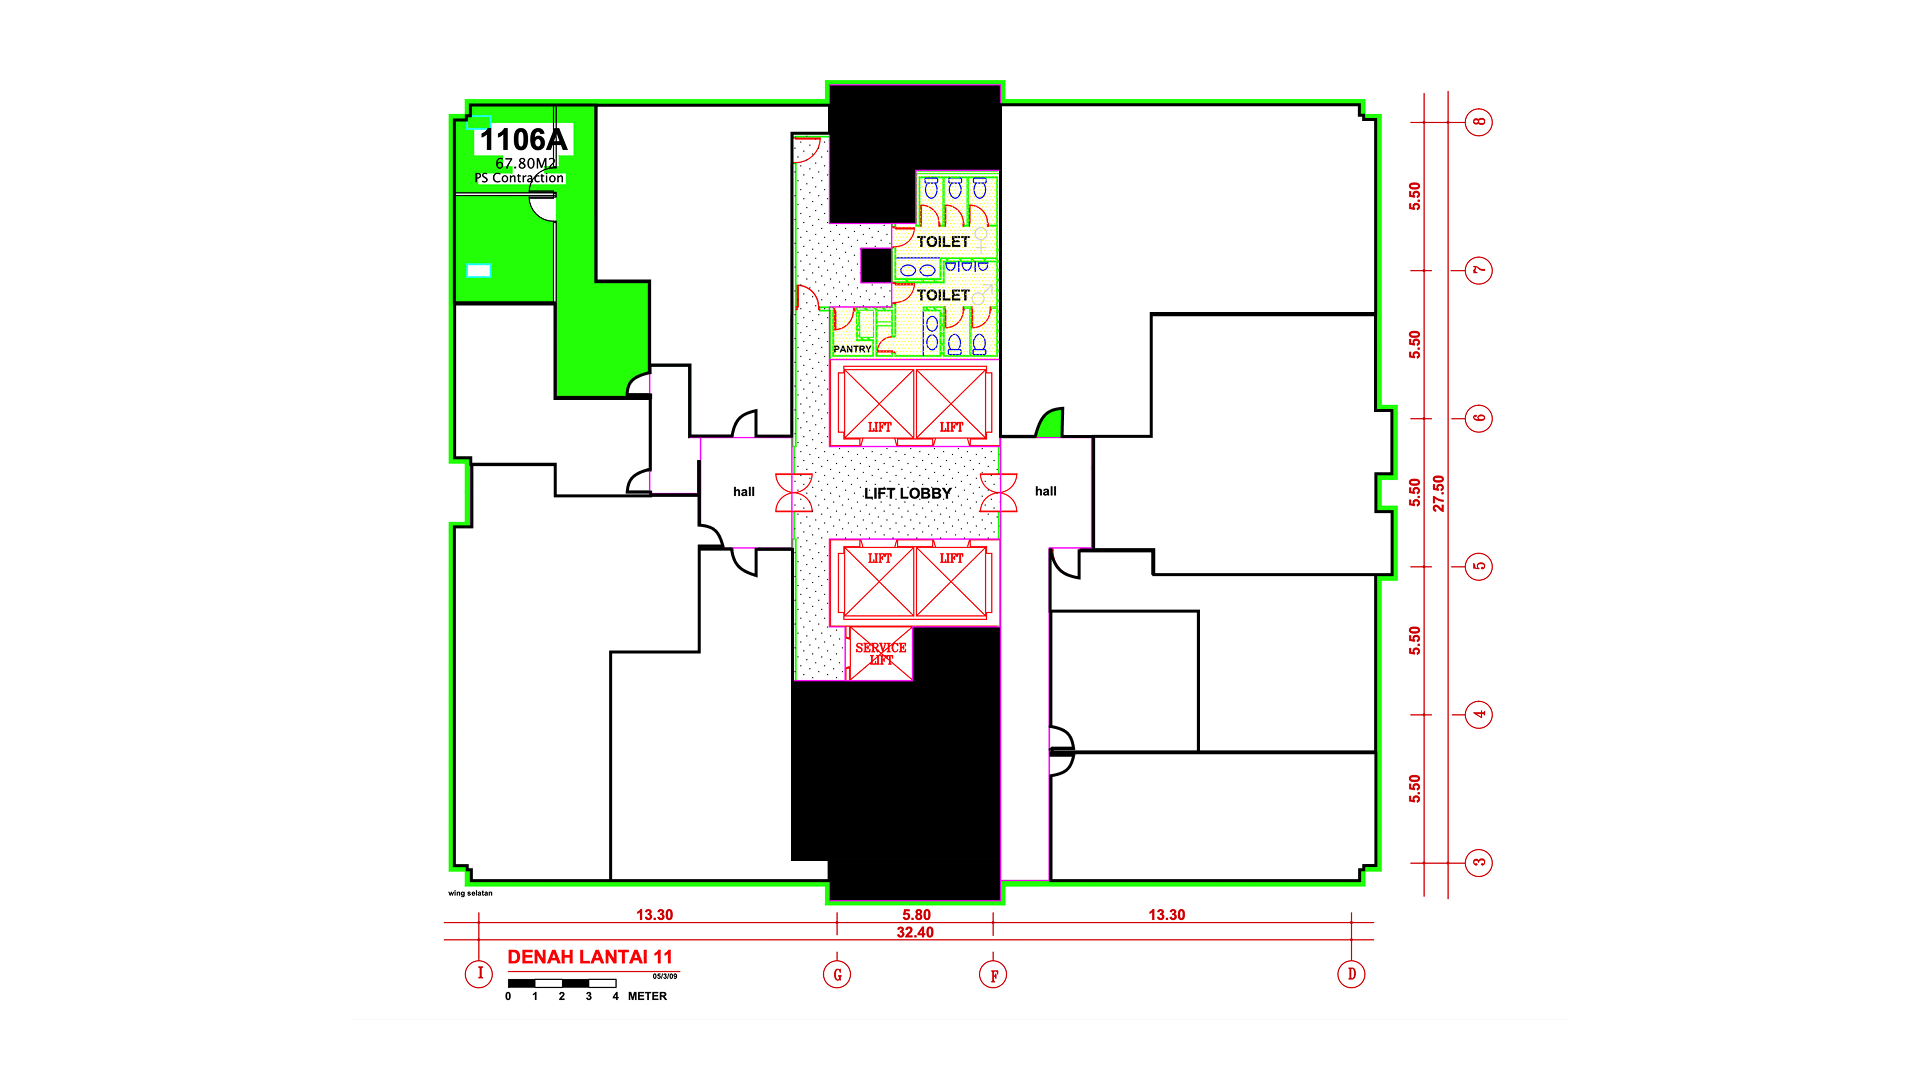 1106A
67.80M2
PS Contraction
TOILET
TOILET
PANTRY
LIFT
LIFT
hall
LIFT LOBBY
hall
LIFT
LIFT
SERVICE
LIFT
8
7
6
5
4
3
5.50
5.50
5.50
5.50
5.50
27.50
wing selatan
13.30
5.80
13.30
32.40
DENAH LANTAI 11
05/3/09
0 1 2 3 4 METER
I
G
F
D